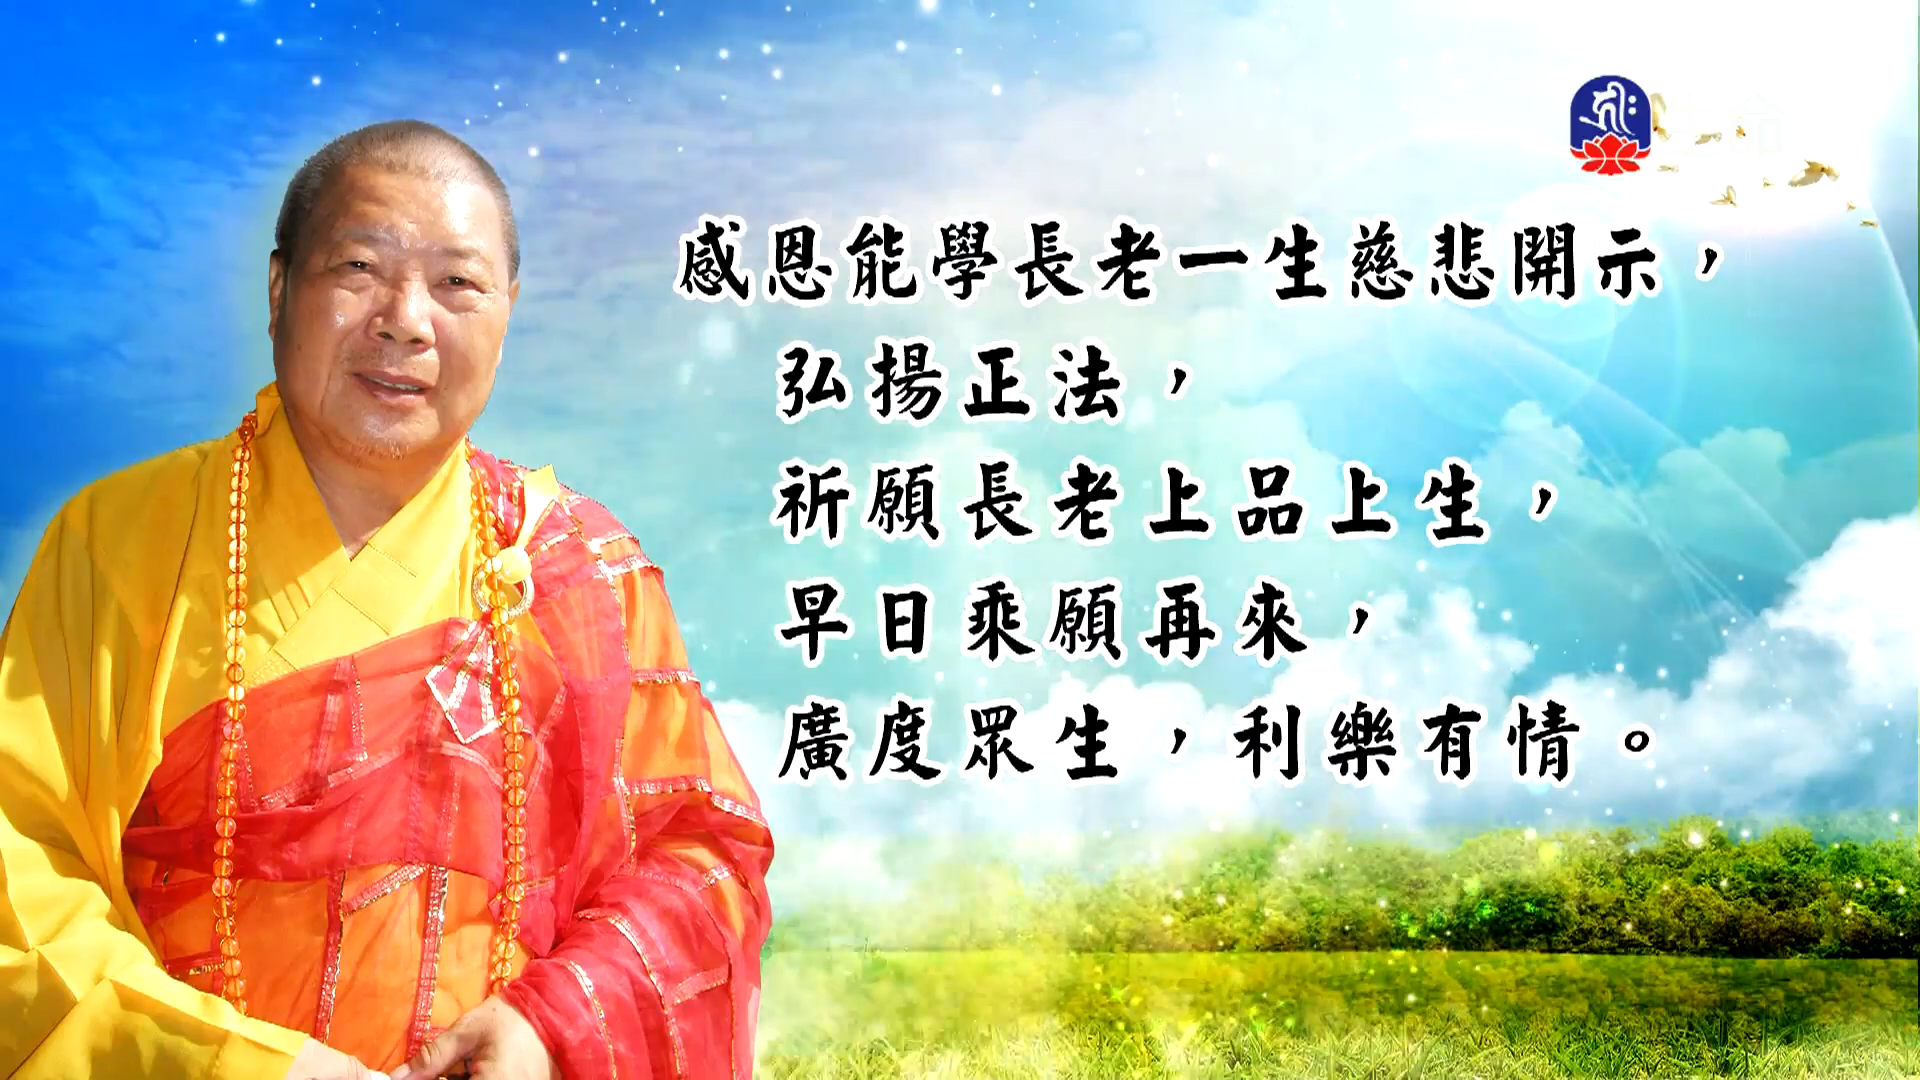 感恩能學長老一生慈悲開示，
弘揚正法，
祈願長老上品上生，
早日乘願再來，
廣度眾生，利樂有情。